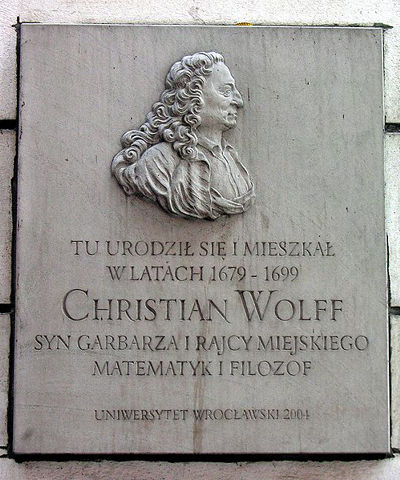 TU URODZIŁ SIĘ I MIESZKAŁ
W LATACH 1679 - 1699
CHRISTIAN WOLFF
SYN GARBARZA I RAJCY MIEJSKIEGO
MATEMATYK I FILOZOF
UNIWERSYTET WROCŁAWSKI 2004